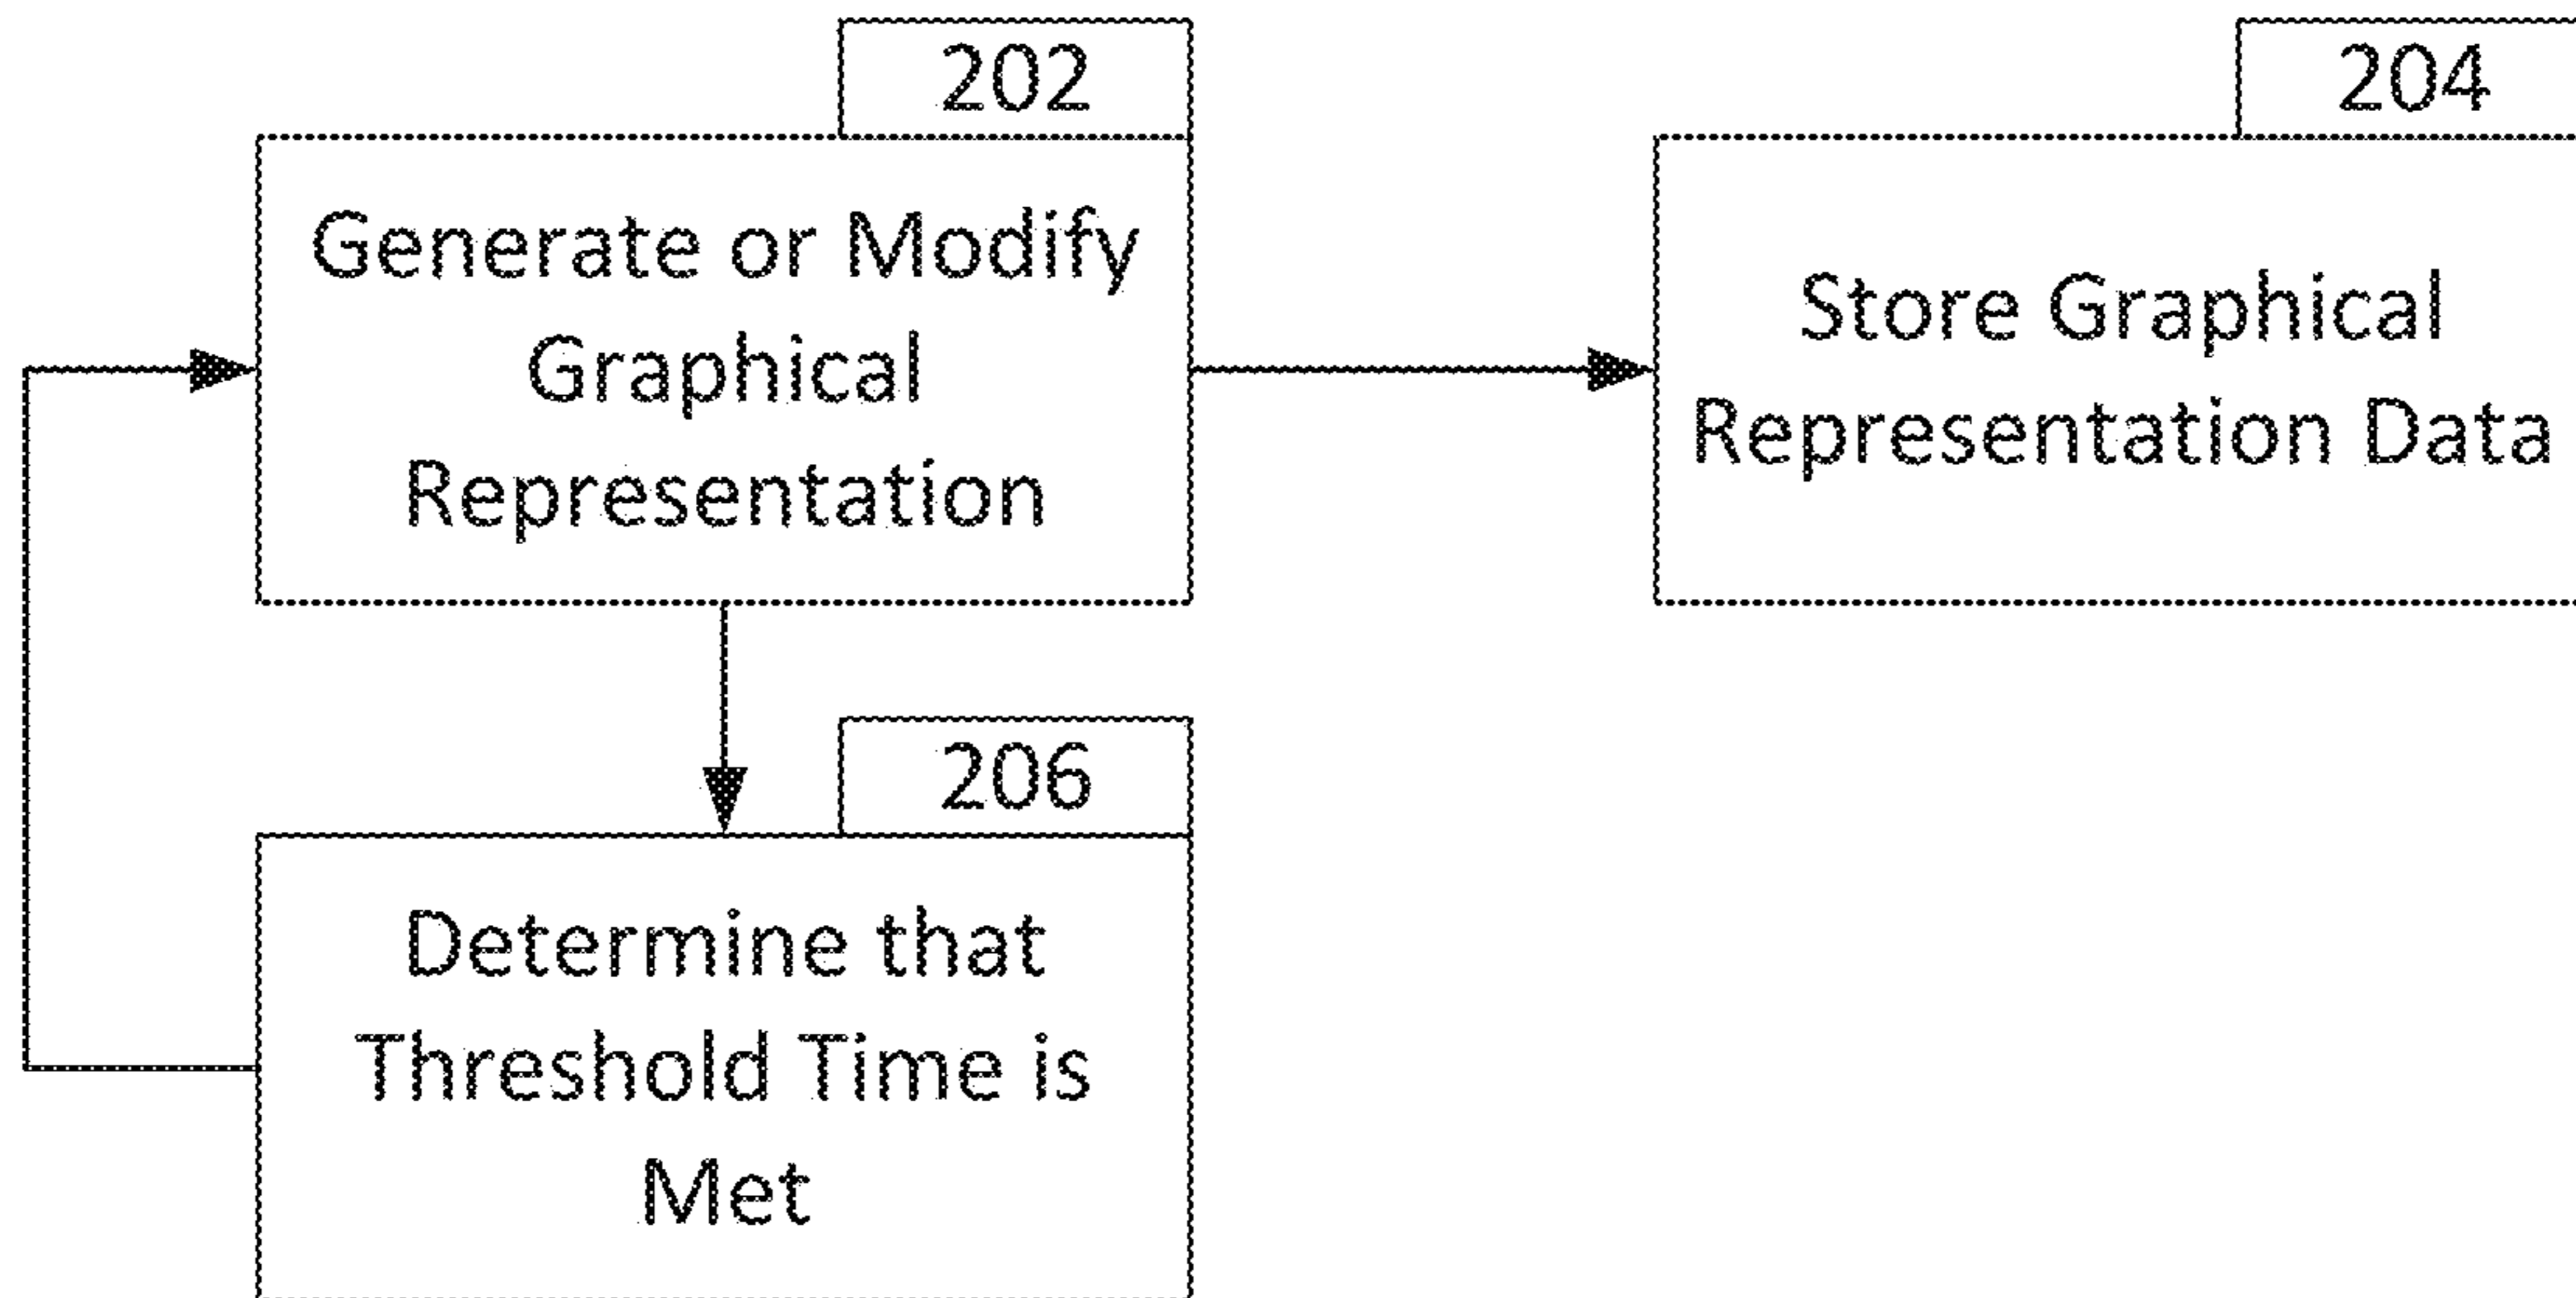 202
Generate or Modify
Graphical
Representation
204
Store Graphical
Representation Data
206
Determine that
Threshold Time is
Met